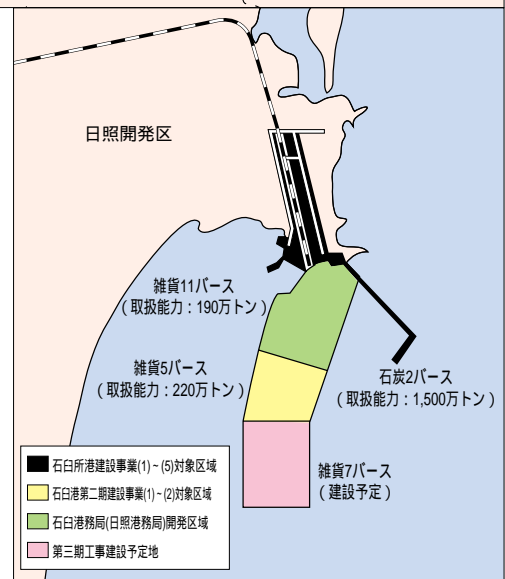 日照開発区
雑貨11バース
(取扱能力:190万トン)
雑貨5バース
(取扱能力:220万トン)
石炭2バース
(取扱能力:1,500万トン)
雑貨7バース
(建設予定)
石臼所港建設事業(1)~(5)対象区域
石臼港第二期建設事業(1)~(2)対象区域
石臼港務局(日照港務局)開発区域
第三期工事建設予定地